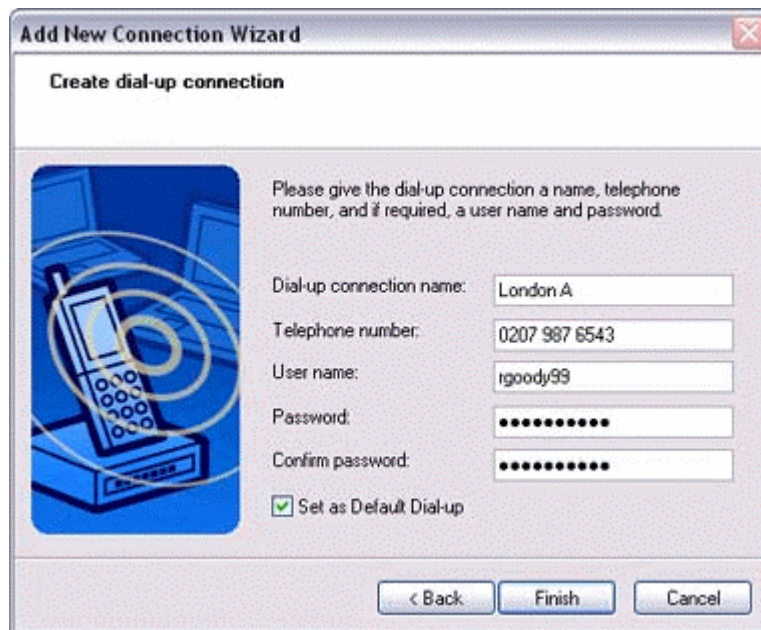 Add New Connection Wizard
Create dial-up connection
Please give the dial-up connection a name, telephone
number, and if required, a user name and password.
Dial-up connection name: London A
Telephone number: 0207 987 6543
User name: rgoody99
Password: ●●●●●●●●●●
Confirm password: ●●●●●●●●●●
Set as Default Dial-up
< Back Finish Cancel